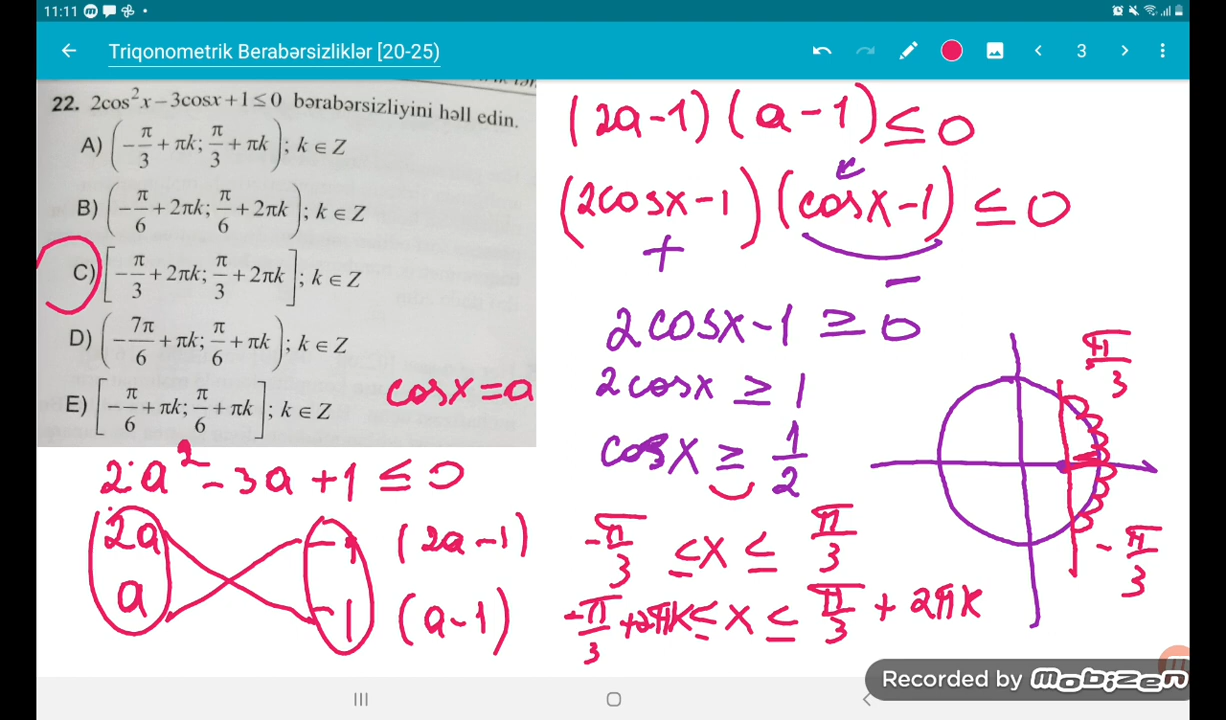 11:11
Triqonometrik Berabərsizliklər [20-25]
3
22. 2cos²x−3cosx+1≤0 bərabərsizliyini həll edin.
A) (−π/3 + πk; π/3 + πk); k ∈ Z
B) (−π/6 + 2πk; π/6 + 2πk); k ∈ Z
C) [−π/3 + 2πk; π/3 + 2πk]; k ∈ Z
D) (−7π/6 + πk; π/6 + πk); k ∈ Z
E) [−π/6 + πk; π/6 + πk]; k ∈ Z
cosx=a
2a²−3a+1≤0
2a −1 (2a−1)
a −1 (a−1)
(2a−1)(a−1)≤0
(2cosx−1)(cosx−1)≤0
+ −
2cosx−1≥0
2cosx≥1
cosx≥1/2
−π/3 ≤x≤ π/3
−π/3+2πk≤x≤π/3+2πk
π/3
−π/3
Recorded by mobizen